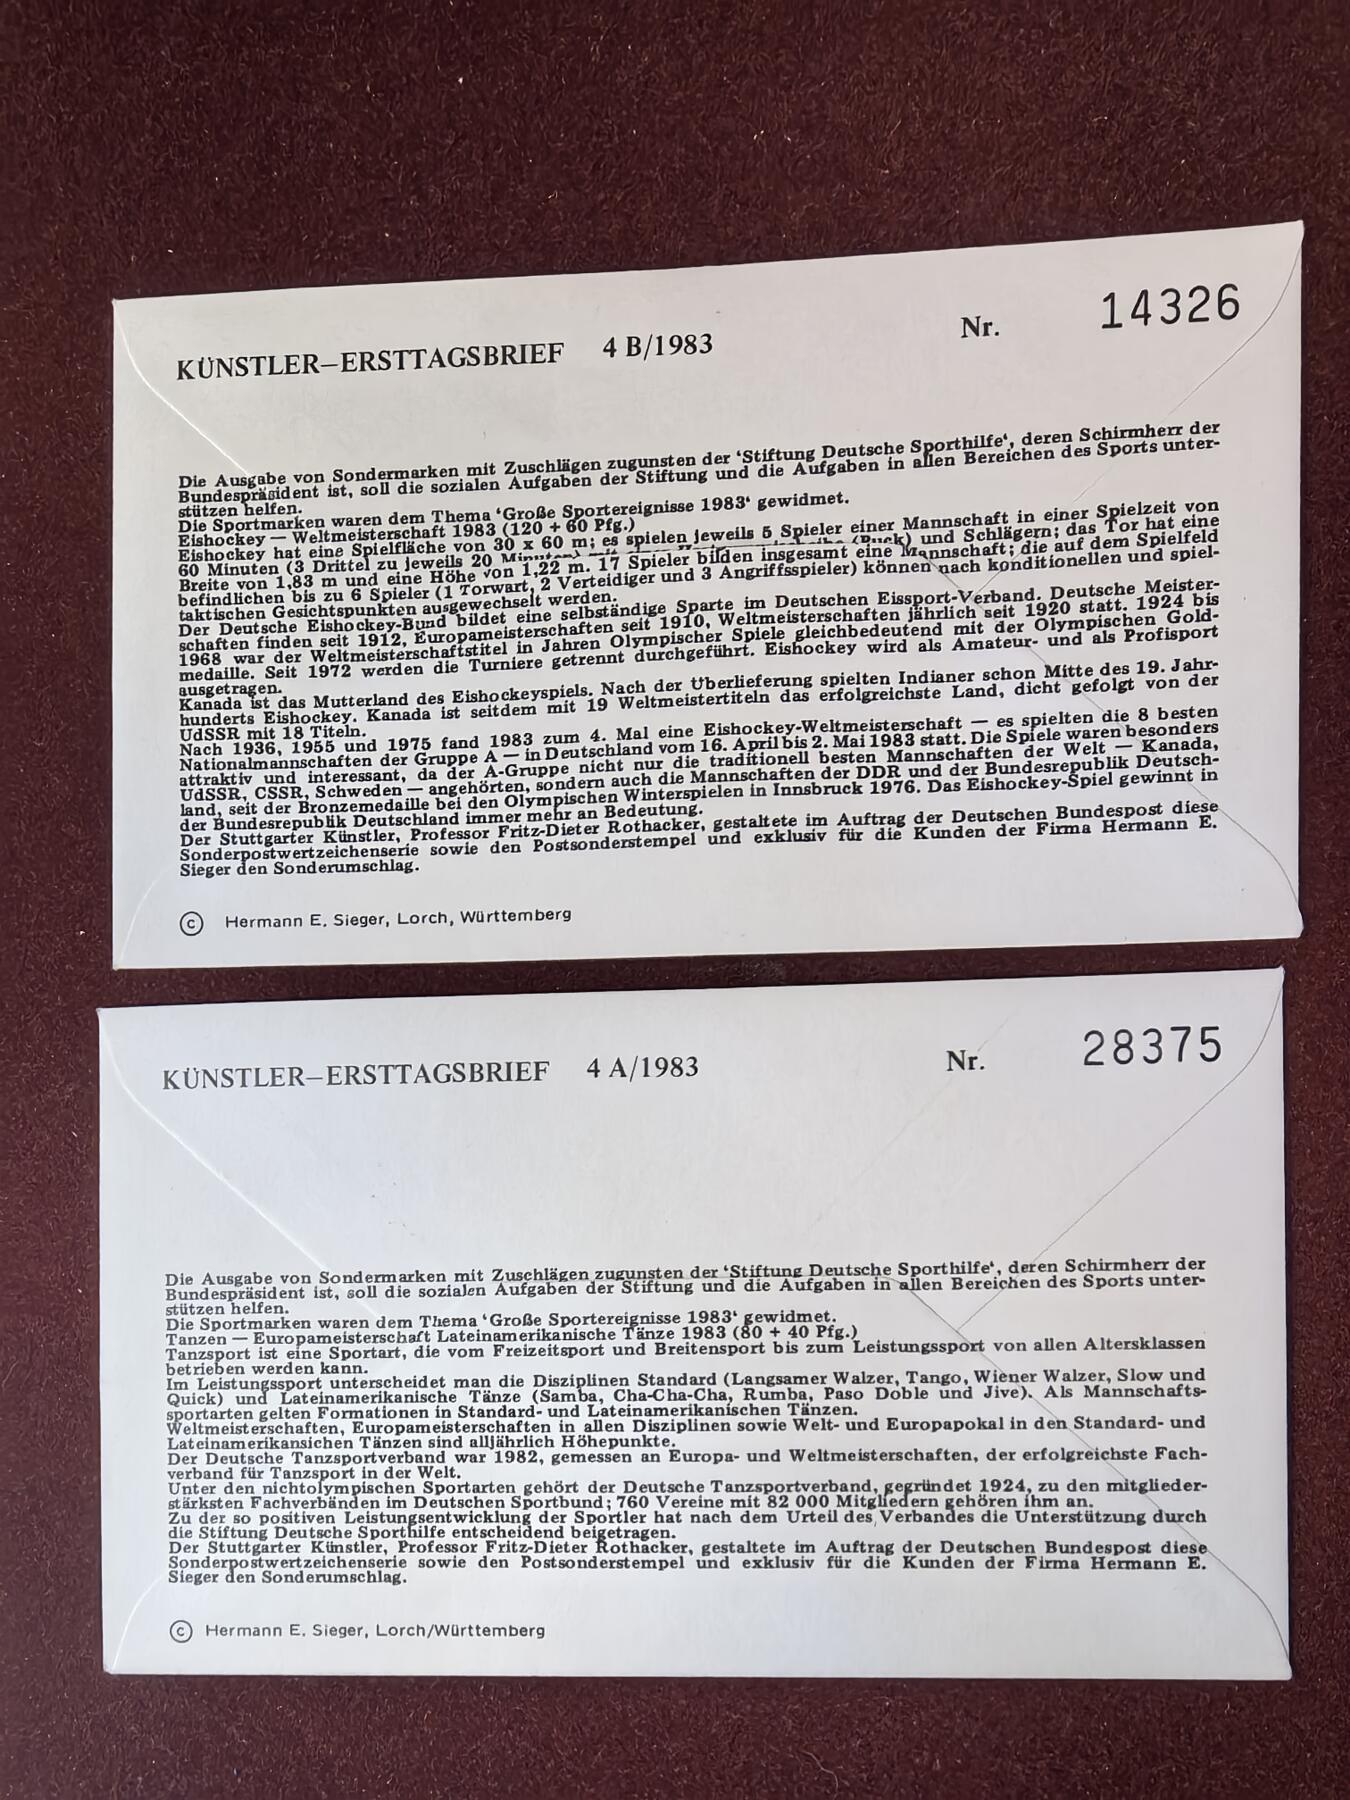 KÜNSTLER–ERSTTAGSBRIEF 4 B/1983 Nr. 14326
Die Ausgabe von Sondermarken mit Zuschlägen zugunsten der ‘Stiftung Deutsche Sporthilfe‘, deren Schirmherr der
Bundespräsident ist, soll die sozialen Aufgaben der Stiftung und die Aufgaben in allen Bereichen des Sports unter-
stützen helfen.
Die Sportmarken waren dem Thema ‘Große Sportereignisse 1983‘ gewidmet.
Eishockey — Weltmeisterschaft 1983 (120 + 60 Pfg.)
Eishockey hat eine Spielfläche von 30 x 60 m; es spielen jeweils 5 Spieler einer Mannschaft in einer Spielzeit von
60 Minuten (3 Drittel zu jeweils 20 Minuten) mit (Puck) und Schlägern; das Tor hat eine
Breite von 1,83 m und eine Höhe von 1,22 m. 17 Spieler bilden insgesamt eine Mannschaft; die auf dem Spielfeld
befindlichen bis zu 6 Spieler (1 Torwart, 2 Verteidiger und 3 Angriffsspieler) können nach konditionellen und spiel-
taktischen Gesichtspunkten ausgewechselt werden.
Der Deutsche Eishockey-Bund bildet eine selbständige Sparte im Deutschen Eissport-Verband. Deutsche Meister-
schaften finden seit 1912, Europameisterschaften seit 1910, Weltmeisterschaften jährlich seit 1920 statt. 1924 bis
1968 war der Weltmeisterschaftstitel in Jahren Olympischer Spiele gleichbedeutend mit der Olympischen Gold-
medaille. Seit 1972 werden die Turniere getrennt durchgeführt. Eishockey wird als Amateur- und als Profisport
ausgetragen.
Kanada ist das Mutterland des Eishockeyspiels. Nach der Überlieferung spielten Indianer schon Mitte des 19. Jahr-
hunderts Eishockey. Kanada ist seitdem mit 19 Weltmeistertiteln das erfolgreichste Land, dicht gefolgt von der
UdSSR mit 18 Titeln.
Nach 1936, 1955 und 1975 fand 1983 zum 4. Mal eine Eishockey-Weltmeisterschaft — es spielten die 8 besten
Nationalmannschaften der Gruppe A — in Deutschland vom 16. April bis 2. Mai 1983 statt. Die Spiele waren besonders
attraktiv und interessant, da der A-Gruppe nicht nur die traditionell besten Mannschaften der Welt — Kanada,
UdSSR, CSSR, Schweden — angehörten, sondern auch die Mannschaften der DDR und der Bundesrepublik Deutsch-
land, seit der Bronzemedaille bei den Olympischen Winterspielen in Innsbruck 1976. Das Eishockey-Spiel gewinnt in
der Bundesrepublik Deutschland immer mehr an Bedeutung.
Der Stuttgarter Künstler, Professor Fritz-Dieter Rothacker, gestaltete im Auftrag der Deutschen Bundespost diese
Sonderpostwertzeichenserie sowie den Postsonderstempel und exklusiv für die Kunden der Firma Hermann E.
Sieger den Sonderumschlag.
© Hermann E. Sieger, Lorch, Württemberg
KÜNSTLER–ERSTTAGSBRIEF 4 A/1983 Nr. 28375
Die Ausgabe von Sondermarken mit Zuschlägen zugunsten der ‘Stiftung Deutsche Sporthilfe‘, deren Schirmherr der
Bundespräsident ist, soll die sozialen Aufgaben der Stiftung und die Aufgaben in allen Bereichen des Sports unter-
stützen helfen.
Die Sportmarken waren dem Thema ‘Große Sportereignisse 1983‘ gewidmet.
Tanzen — Europameisterschaft Lateinamerikanische Tänze 1983 (80 + 40 Pfg.)
Tanzsport ist eine Sportart, die vom Freizeitsport und Breitensport bis zum Leistungssport von allen Altersklassen
betrieben werden kann.
Im Leistungssport unterscheidet man die Disziplinen Standard (Langsamer Walzer, Tango, Wiener Walzer, Slow und
Quick) und Lateinamerikanische Tänze (Samba, Cha-Cha-Cha, Rumba, Paso Doble und Jive). Als Mannschafts-
sportarten gelten Formationen in Standard- und Lateinamerikanischen Tänzen.
Weltmeisterschaften, Europameisterschaften in allen Disziplinen sowie Welt- und Europapokal in den Standard- und
Lateinamerikansichen Tänzen sind alljährlich Höhepunkte.
Der Deutsche Tanzsportverband war 1982, gemessen an Europa- und Weltmeisterschaften, der erfolgreichste Fach-
verband für Tanzsport in der Welt.
Unter den nichtolympischen Sportarten gehört der Deutsche Tanzsportverband, gegründet 1924, zu den mitglieder-
stärksten Fachverbänden im Deutschen Sportbund; 760 Vereine mit 82 000 Mitgliedern gehören ihm an.
Zu der so positiven Leistungsentwicklung der Sportler hat nach dem Urteil des Verbandes die Unterstützung durch
die Stiftung Deutsche Sporthilfe entscheidend beigetragen.
Der Stuttgarter Künstler, Professor Fritz-Dieter Rothacker, gestaltete im Auftrag der Deutschen Bundespost diese
Sonderpostwertzeichenserie sowie den Postsonderstempel und exklusiv für die Kunden der Firma Hermann E.
Sieger den Sonderumschlag.
© Hermann E. Sieger, Lorch/Württemberg